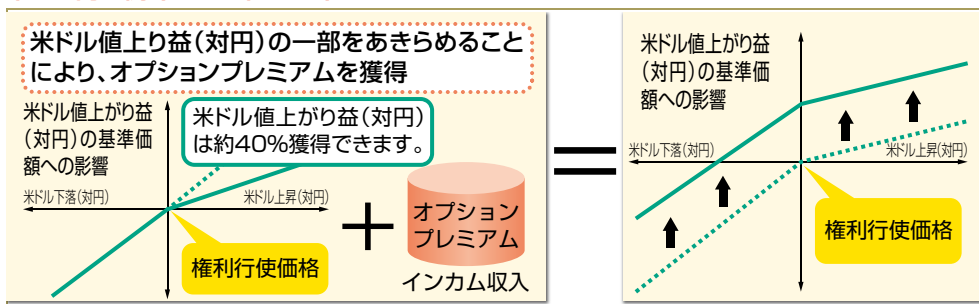 米ドル値上り益(対円)の一部をあきらめること
により、オプションプレミアムを獲得
米ドル値上がり益
(対円)の基準価
額への影響
米ドル値上がり益(対円)
は約40%獲得できます。
米ドル下落(対円)
米ドル上昇(対円)
権利行使価格
+
オプション
プレミアム
インカム収入
=
米ドル値上がり益
(対円)の基準価
額への影響
米ドル下落(対円)
米ドル上昇(対円)
権利行使価格